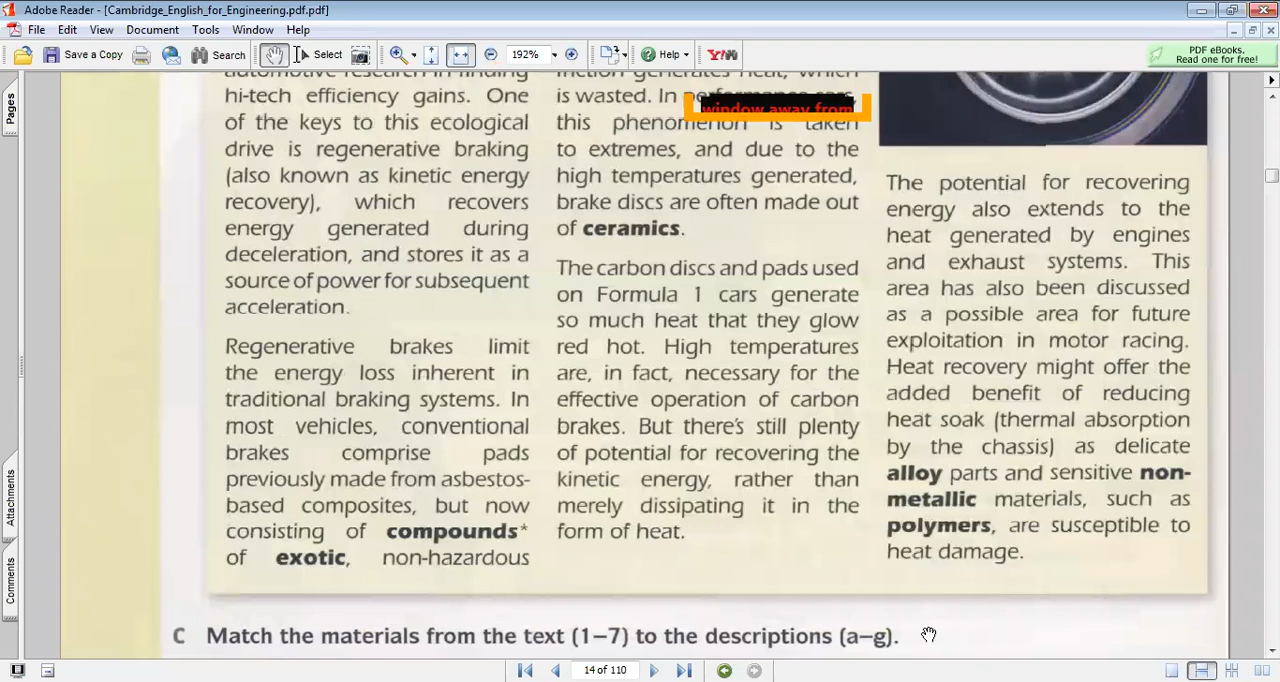 Adobe Reader - [Cambridge_English_for_Engineering.pdf.pdf]
File Edit View Document Tools Window Help
Save a Copy Search Select 192% Help Y! PDF eBooks. Read one for free!
Pages
Attachments
Comments
automotive research in finding
hi-tech efficiency gains. One
of the keys to this ecological
drive is regenerative braking
(also known as kinetic energy
recovery), which recovers
energy generated during
deceleration, and stores it as a
source of power for subsequent
acceleration.
Regenerative brakes limit
the energy loss inherent in
traditional braking systems. In
most vehicles, conventional
brakes comprise pads
previously made from asbestos-
based composites, but now
consisting of compounds*
of exotic, non-hazardous
friction generates heat, which
is wasted. In performance cars,
window away from
this phenomenon is taken
to extremes, and due to the
high temperatures generated,
brake discs are often made out
of ceramics.
The carbon discs and pads used
on Formula 1 cars generate
so much heat that they glow
red hot. High temperatures
are, in fact, necessary for the
effective operation of carbon
brakes. But there's still plenty
of potential for recovering the
kinetic energy, rather than
merely dissipating it in the
form of heat.
The potential for recovering
energy also extends to the
heat generated by engines
and exhaust systems. This
area has also been discussed
as a possible area for future
exploitation in motor racing.
Heat recovery might offer the
added benefit of reducing
heat soak (thermal absorption
by the chassis) as delicate
alloy parts and sensitive non-
metallic materials, such as
polymers, are susceptible to
heat damage.
C Match the materials from the text (1–7) to the descriptions (a–g).
14 of 110